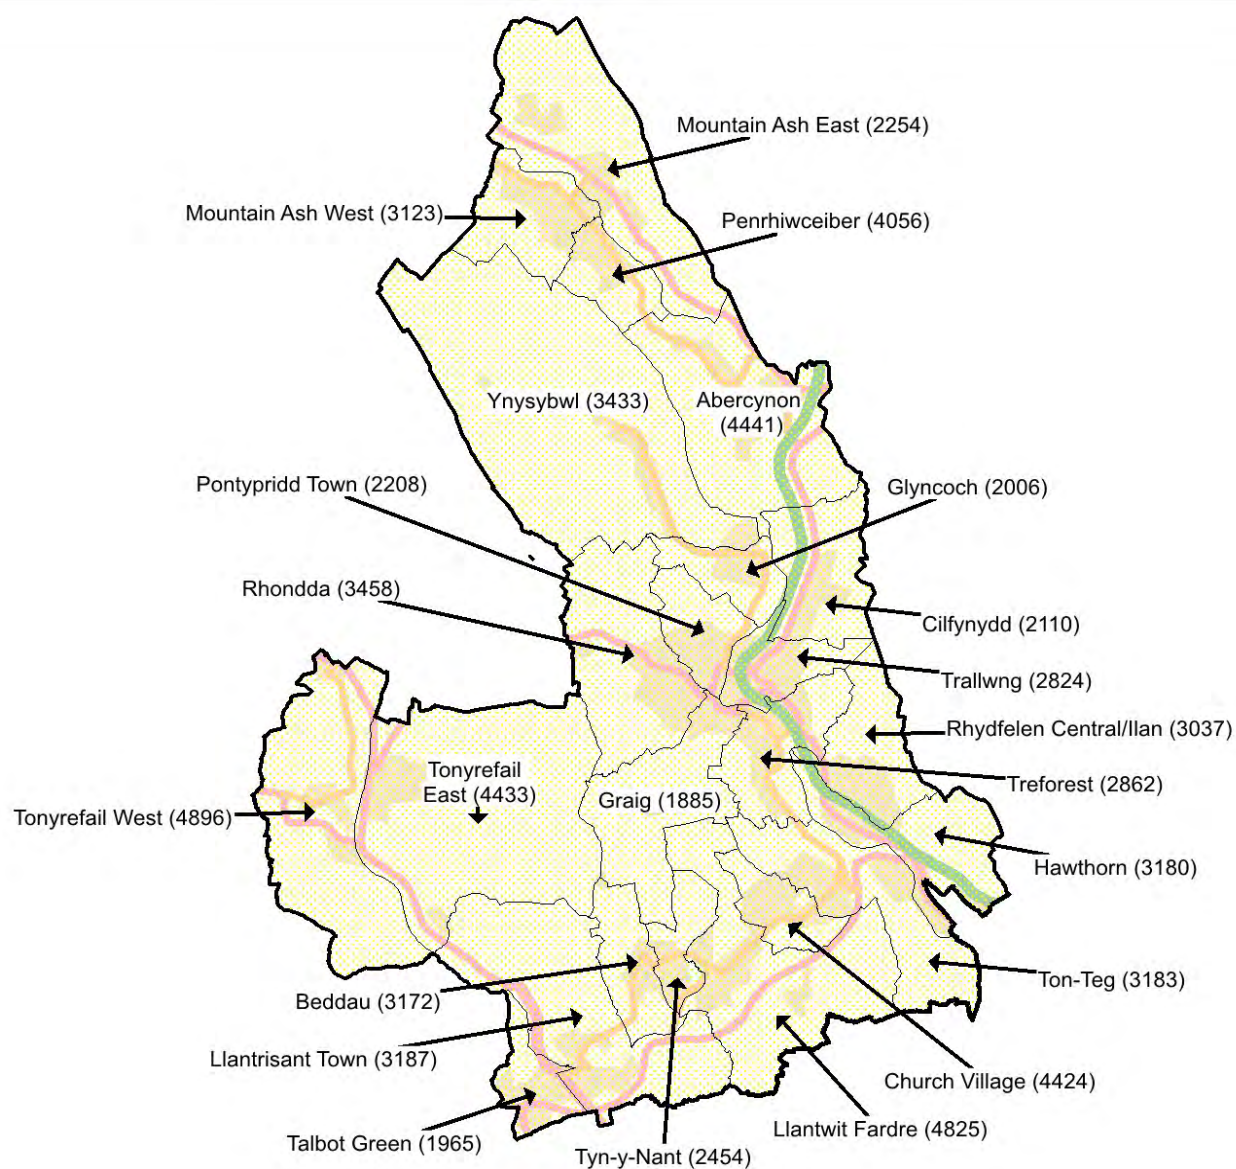 Mountain Ash East (2254)
Mountain Ash West (3123)
Penrhiwceiber (4056)
Ynysybwl (3433)
Abercynon
(4441)
Pontypridd Town (2208)
Glyncoch (2006)
Rhondda (3458)
Cilfynydd (2110)
Trallwng (2824)
Rhydfelen Central/Ilan (3037)
Tonyrefail
East (4433)
Treforest (2862)
Graig (1885)
Tonyrefail West (4896)
Hawthorn (3180)
Ton-Teg (3183)
Beddau (3172)
Llantrisant Town (3187)
Church Village (4424)
Llantwit Fardre (4825)
Talbot Green (1965)
Tyn-y-Nant (2454)